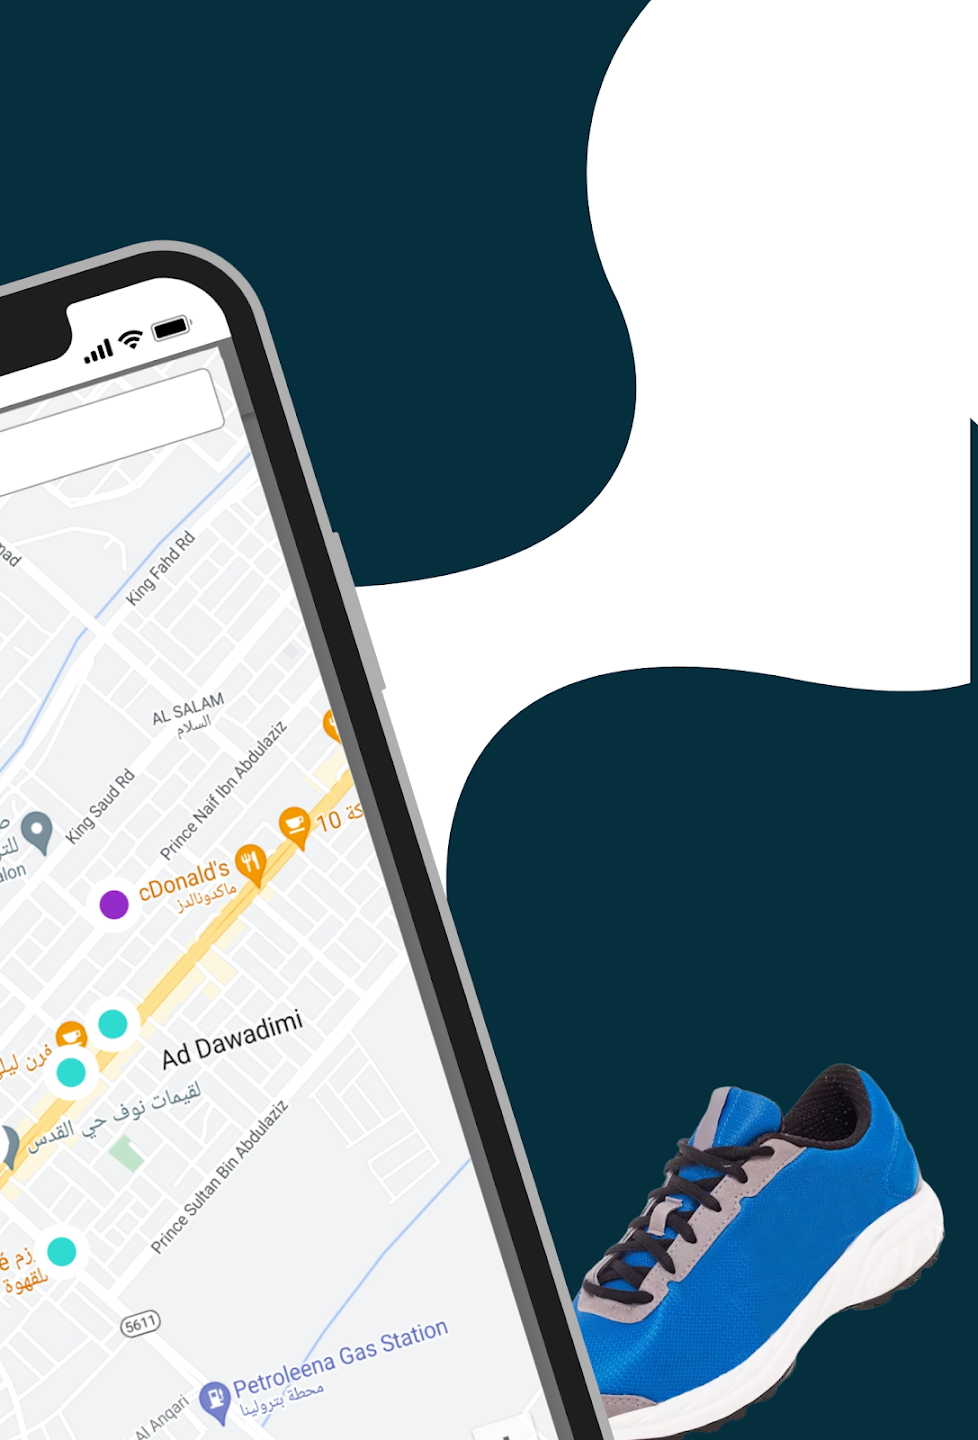 King Fahd Rd
AL SALAM
السلام
Prince Naif Ibn Abdulaziz
King Saud Rd
10
cDonald's
ماكدونالدز
Ad Dawadimi
فرن
لقيمات نوف حي القدس
Prince Sultan Bin Abdulaziz
5611
Petroleena Gas Station
محطة بترولينا
Al Anqari